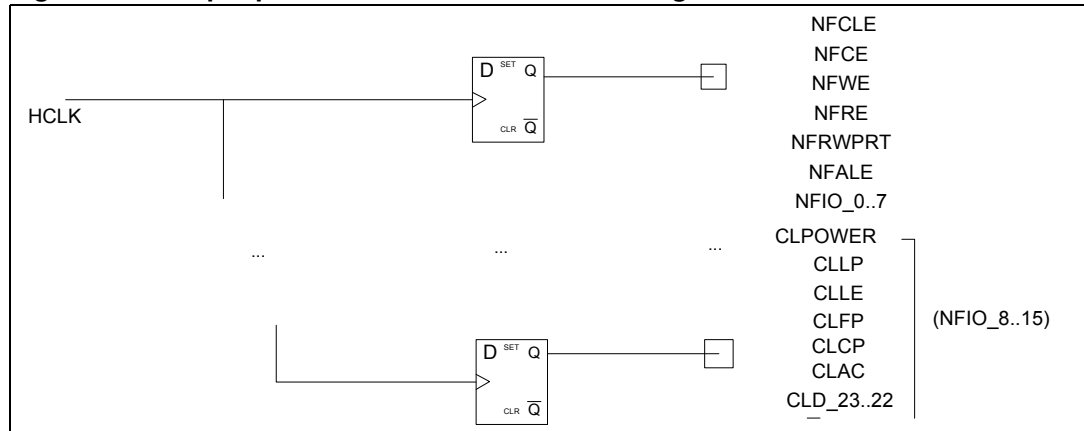 HCLK
D SET Q
CLR Q
...
...
...
D SET Q
CLR Q
NFCLE
NFCE
NFWE
NFRE
NFRWPRT
NFALE
NFIO_0..7
CLPOWER
CLLP
CLLE
CLFP
CLCP
CLAC
CLD_23..22
(NFIO_8..15)